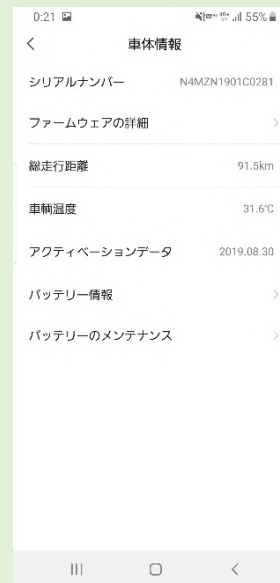 0:21 55%
車体情報
シリアルナンバー N4MZN1901C0281
ファームウェアの詳細
総走行距離 91.5km
車輌温度 31.6℃
アクティベーションデータ 2019.08.30
バッテリー情報
バッテリーのメンテナンス